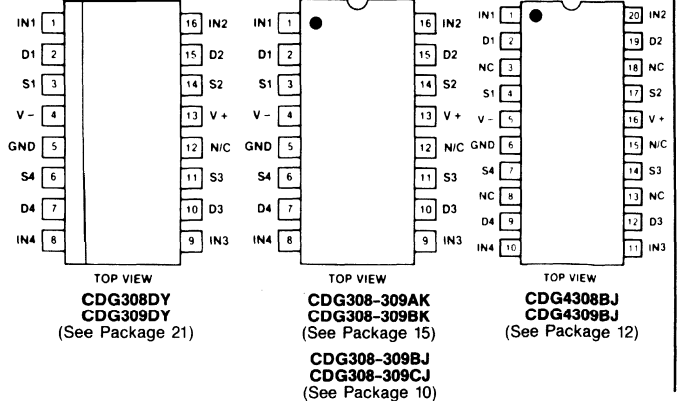 IN1 1 16 IN2
D1 2 15 D2
S1 3 14 S2
V - 4 13 V +
GND 5 12 N/C
S4 6 11 S3
D4 7 10 D3
IN4 8 9 IN3
TOP VIEW
CDG308DY
CDG309DY
(See Package 21)
IN1 1 16 IN2
D1 2 15 D2
S1 3 14 S2
V - 4 13 V +
GND 5 12 N/C
S4 6 11 S3
D4 7 10 D3
IN4 8 9 IN3
TOP VIEW
CDG308-309AK
CDG308-309BK
(See Package 15)
CDG308-309BJ
CDG308-309CJ
(See Package 10)
IN1 1 20 IN2
D1 2 19 D2
NC 3 18 NC
S1 4 17 S2
V - 5 16 V +
GND 6 15 N/C
S4 7 14 S3
NC 8 13 NC
D4 9 12 D3
IN4 10 11 IN3
TOP VIEW
CDG4308BJ
CDG4309BJ
(See Package 12)